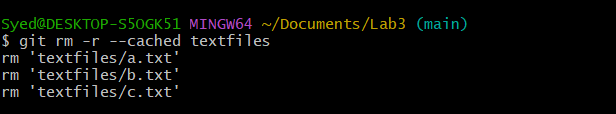 Syed@DESKTOP-S5OGK51 MINGW64 ~/Documents/Lab3 (main)
$ git rm -r --cached textfiles
rm 'textfiles/a.txt'
rm 'textfiles/b.txt'
rm 'textfiles/c.txt'